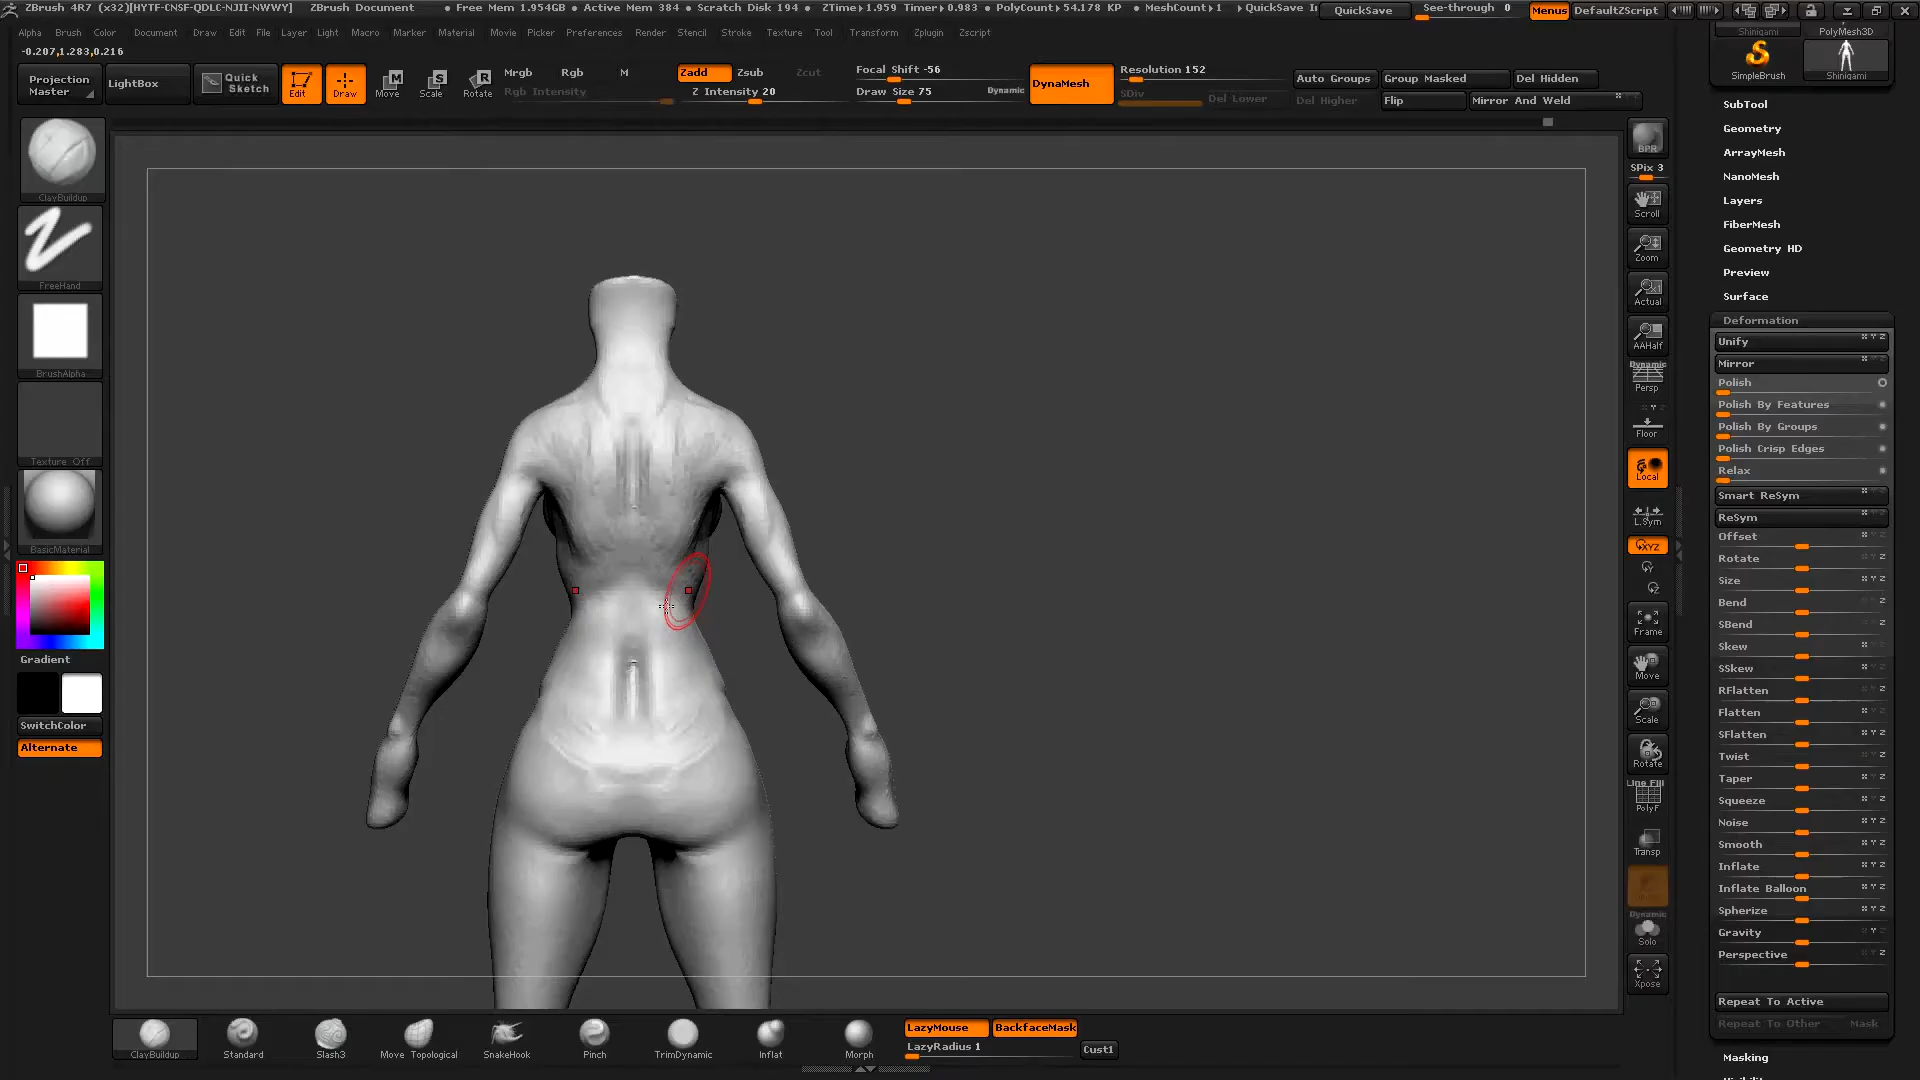 ZBrush 4R7 (x32)[HYTF-CNSF-QDLC-NJII-NWWY] ZBrush Document • Free Mem 1.954GB • Active Mem 384 • Scratch Disk 194 • ZTime▸1.959 Timer▸0.983 • PolyCount▸54.178 KP • MeshCount▸1 ▸QuickSave QuickSave See-through 0 Menus DefaultZScript
Alpha Brush Color Document Draw Edit File Layer Light Macro Marker Material Movie Picker Preferences Render Stencil Stroke Texture Tool Transform Zplugin Zscript
-0.207,1.283,0.216
Projection Master
LightBox
Quick Sketch
Edit
Draw
Move
Scale
Rotate
Mrgb Rgb M
Rgb Intensity
Zadd Zsub Zcut
Z Intensity 20
Focal Shift -56
Draw Size 75
Dynamic
DynaMesh
Resolution 152
SDiv
Del Lower
Auto Groups Group Masked Del Hidden
Del Higher Flip Mirror And Weld
Shinigami PolyMesh3D
SimpleBrush Shinigami
ClayBuildup
FreeHand
BrushAlpha
Texture Off
BasicMaterial
Gradient
SwitchColor
Alternate
BPR
SPix 3
Scroll
Zoom
Actual
AAHalf
Dynamic
Persp
Floor
Local
L.Sym
XYZ
Frame
Move
Scale
Rotate
Line Fill
PolyF
Transp
Dynamic
Solo
Xpose
SubTool
Geometry
ArrayMesh
NanoMesh
Layers
FiberMesh
Geometry HD
Preview
Surface
Deformation
Unify
Mirror
Polish
Polish By Features
Polish By Groups
Polish Crisp Edges
Relax
Smart ReSym
ReSym
Offset
Rotate
Size
Bend
SBend
Skew
SSkew
RFlatten
Flatten
SFlatten
Twist
Taper
Squeeze
Noise
Smooth
Inflate
Inflate Balloon
Spherize
Gravity
Perspective
Repeat To Active
Repeat To Other Mask
Masking
ClayBuildup Standard Slash3 Move Topological SnakeHook Pinch TrimDynamic Inflat Morph
LazyMouse BackfaceMask
LazyRadius 1
Cust1